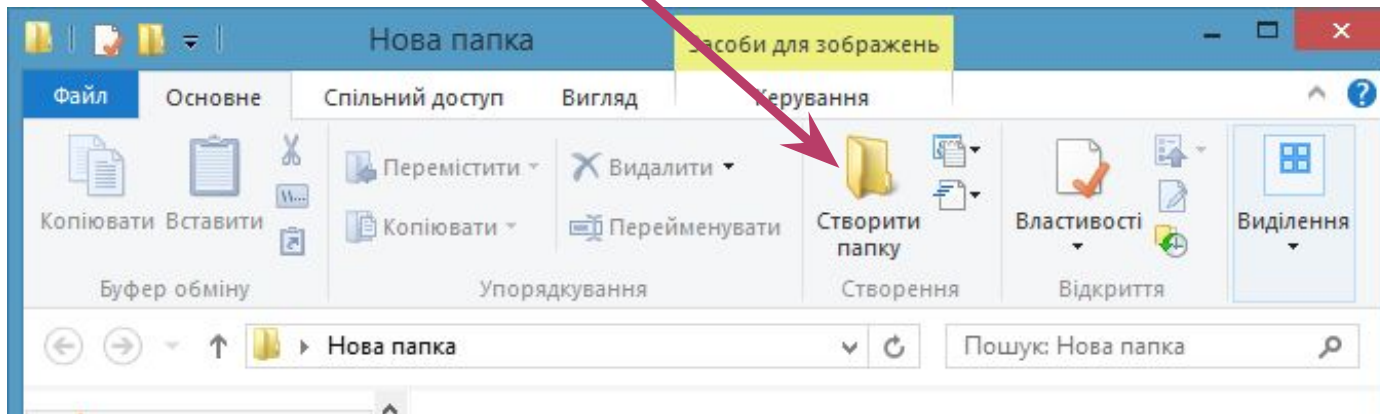 Нова папка
Засоби для зображень
Файл Основне Спільний доступ Вигляд Керування
Копіювати Вставити
Перемістити
Копіювати
Видалити
Перейменувати
Створити
папку
Властивості
Виділення
Буфер обміну Упорядкування Створення Відкриття
Нова папка
Пошук: Нова папка